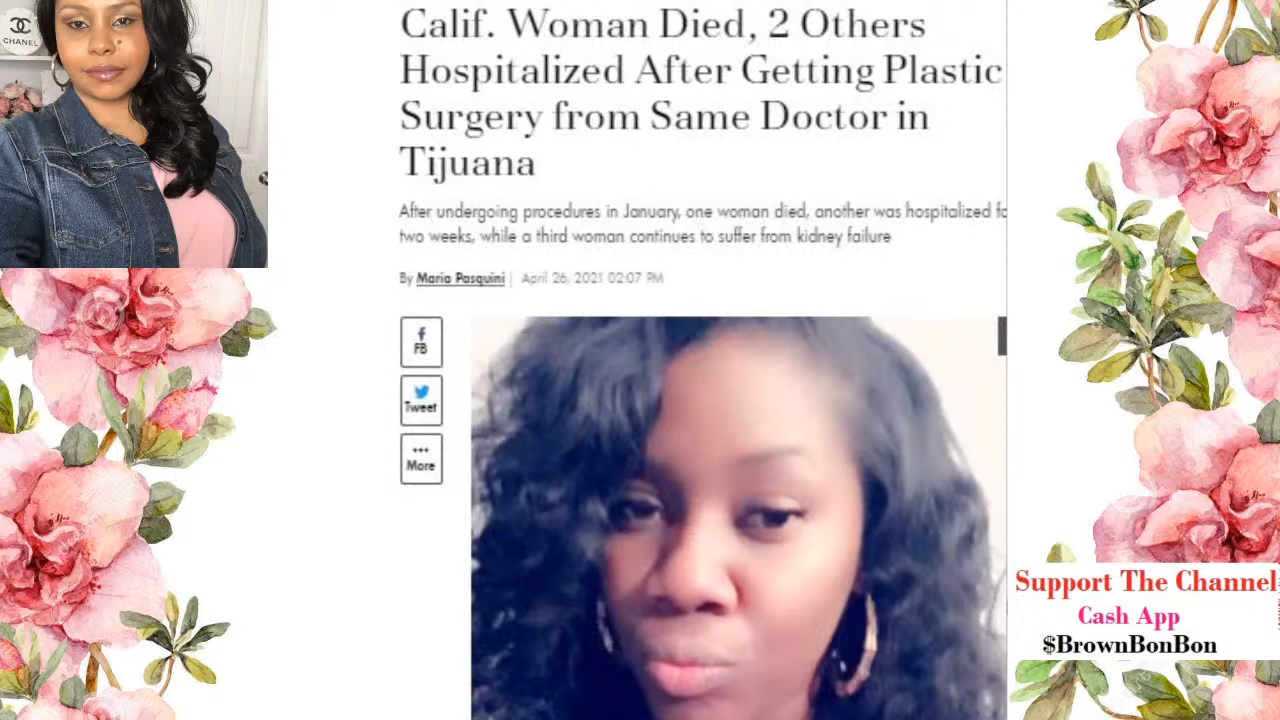 CHANEL
Calif. Woman Died, 2 Others
Hospitalized After Getting Plastic
Surgery from Same Doctor in
Tijuana
After undergoing procedures in January, one woman died, another was hospitalized fo
two weeks, while a third woman continues to suffer from kidney failure
By Maria Pasquini | April 26, 2021 02:07 PM
FB
Tweet
More
Support The Channel
Cash App
$BrownBonBon